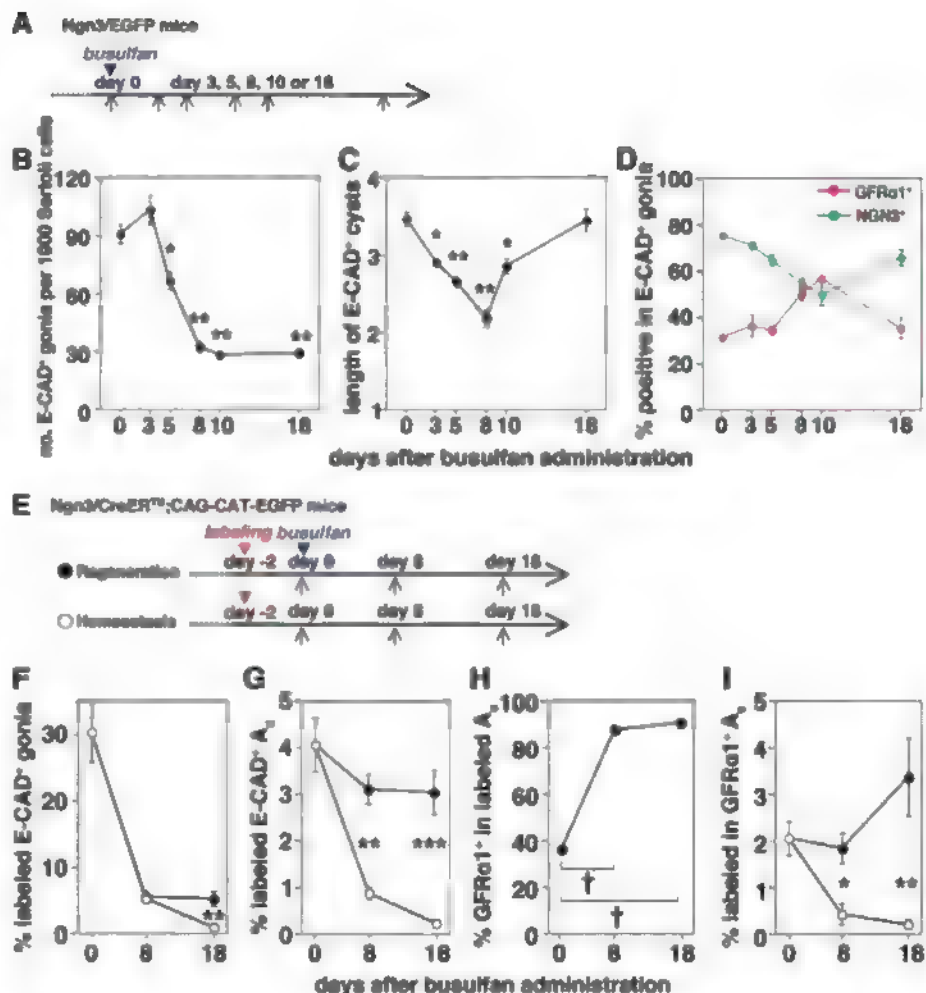 A
Ngn3/EGFP mice
busulfan
day 0
day 3, 5, 8, 10 or 18
B
no. E-CAD⁺ gonia per 1000 Sertoli cells
120
90
60
30
0
*
**
**
**
0 3 5 8 10 18
C
length of E-CAD⁺ cysts
4
3
2
1
*
**
**
*
0 3 5 8 10 18
D
% positive in E-CAD⁺ gonia
100
80
60
40
20
0
GFRα1⁺
NGN3⁺
0 3 5 8 10 18
days after busulfan administration
E
Ngn3/CreER™;CAG-CAT-EGFP mice
labeling busulfan
Regeneration
day -2 day 0 day 8 day 18
Homeostasis
day -2 day 0 day 8 day 18
F
% labeled E-CAD⁺ gonia
30
20
10
0
**
0 8 18
G
% labeled E-CAD⁺ Aₛ
5
4
3
2
1
0
**
***
0 8 18
H
% GFRα1⁺ in labeled Aₛ
100
80
60
40
20
0
†
†
0 8 18
I
% labeled in GFRα1⁺ Aₛ
5
4
3
2
1
0
*
**
0 8 18
days after busulfan administration